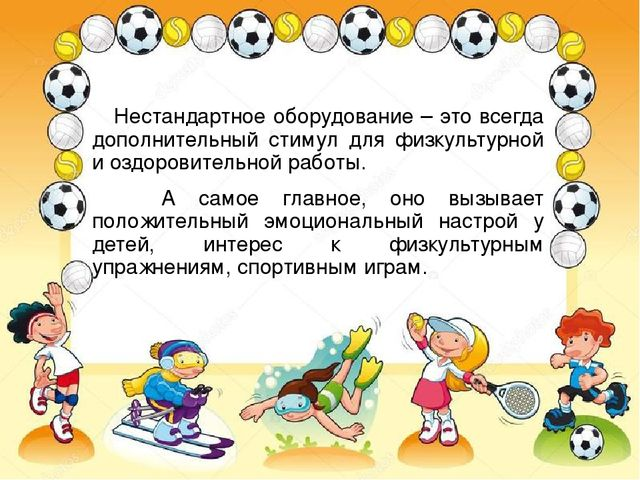 Нестандартное оборудование – это всегда
дополнительный стимул для физкультурной
и оздоровительной работы.
А самое главное, оно вызывает
положительный эмоциональный настрой у
детей, интерес к физкультурным
упражнениям, спортивным играм.